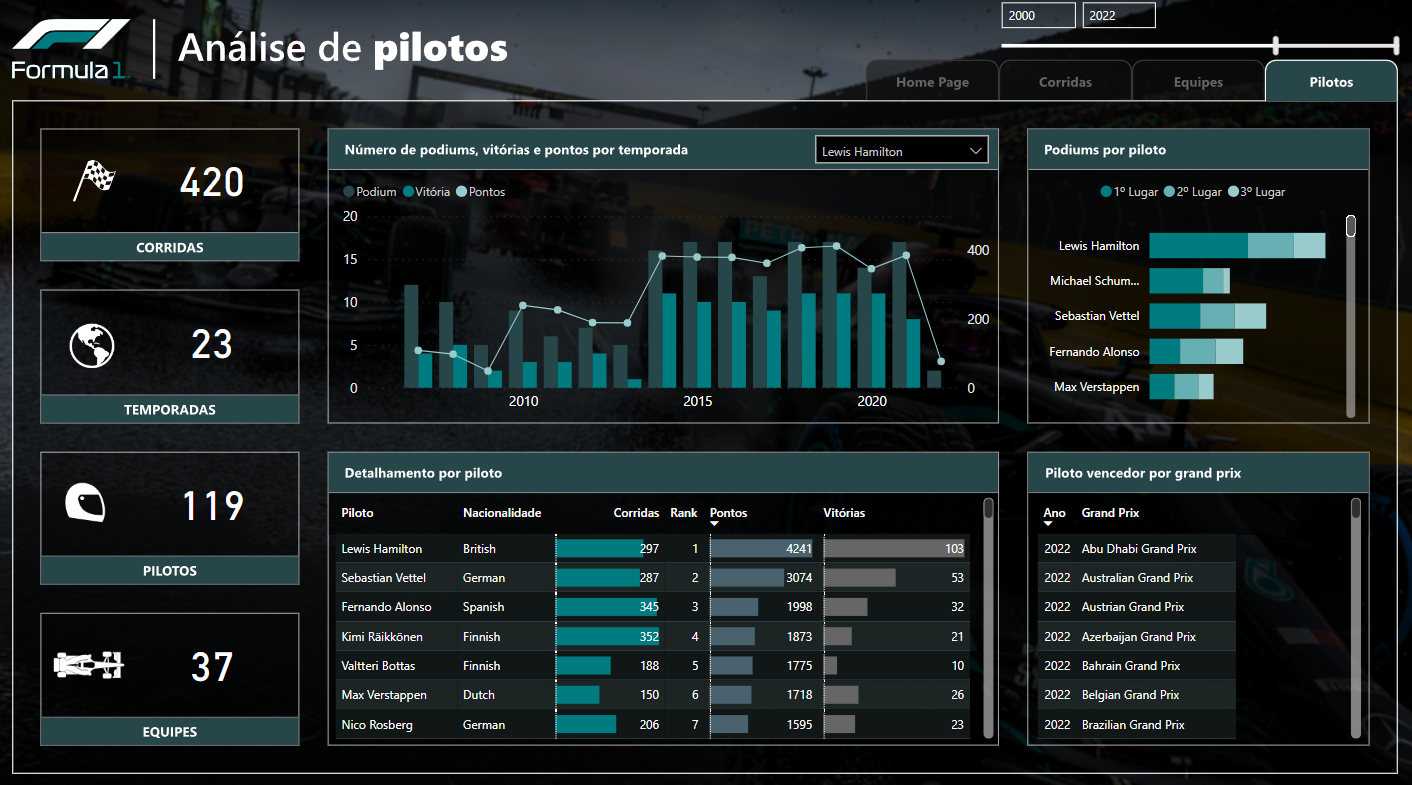 Formula 1
Análise de pilotos
2000
2022
Home Page
Corridas
Equipes
Pilotos
420
CORRIDAS
23
TEMPORADAS
119
PILOTOS
37
EQUIPES
Número de podiums, vitórias e pontos por temporada
Lewis Hamilton
Podium Vitória Pontos
20
15
10
5
0
400
200
0
2010
2015
2020
Podiums por piloto
1º Lugar 2º Lugar 3º Lugar
Lewis Hamilton
Michael Schum...
Sebastian Vettel
Fernando Alonso
Max Verstappen
Detalhamento por piloto
Piloto Nacionalidade Corridas Rank Pontos Vitórias
Lewis Hamilton British 297 1 4241 103
Sebastian Vettel German 287 2 3074 53
Fernando Alonso Spanish 345 3 1998 32
Kimi Räikkönen Finnish 352 4 1873 21
Valtteri Bottas Finnish 188 5 1775 10
Max Verstappen Dutch 150 6 1718 26
Nico Rosberg German 206 7 1595 23
Piloto vencedor por grand prix
Ano Grand Prix
2022 Abu Dhabi Grand Prix
2022 Australian Grand Prix
2022 Austrian Grand Prix
2022 Azerbaijan Grand Prix
2022 Bahrain Grand Prix
2022 Belgian Grand Prix
2022 Brazilian Grand Prix